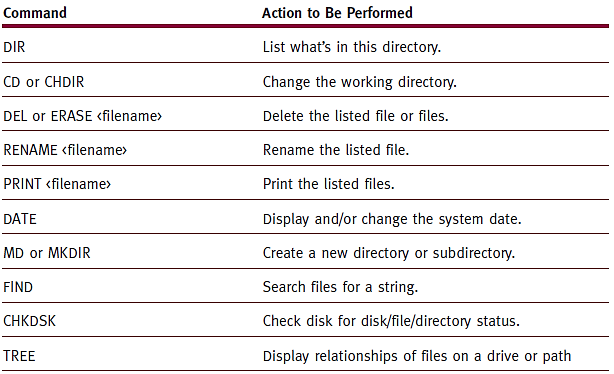 Command Action to Be Performed
DIR List what's in this directory.
CD or CHDIR Change the working directory.
DEL or ERASE <filename> Delete the listed file or files.
RENAME <filename> Rename the listed file.
PRINT <filename> Print the listed files.
DATE Display and/or change the system date.
MD or MKDIR Create a new directory or subdirectory.
FIND Search files for a string.
CHKDSK Check disk for disk/file/directory status.
TREE Display relationships of files on a drive or path